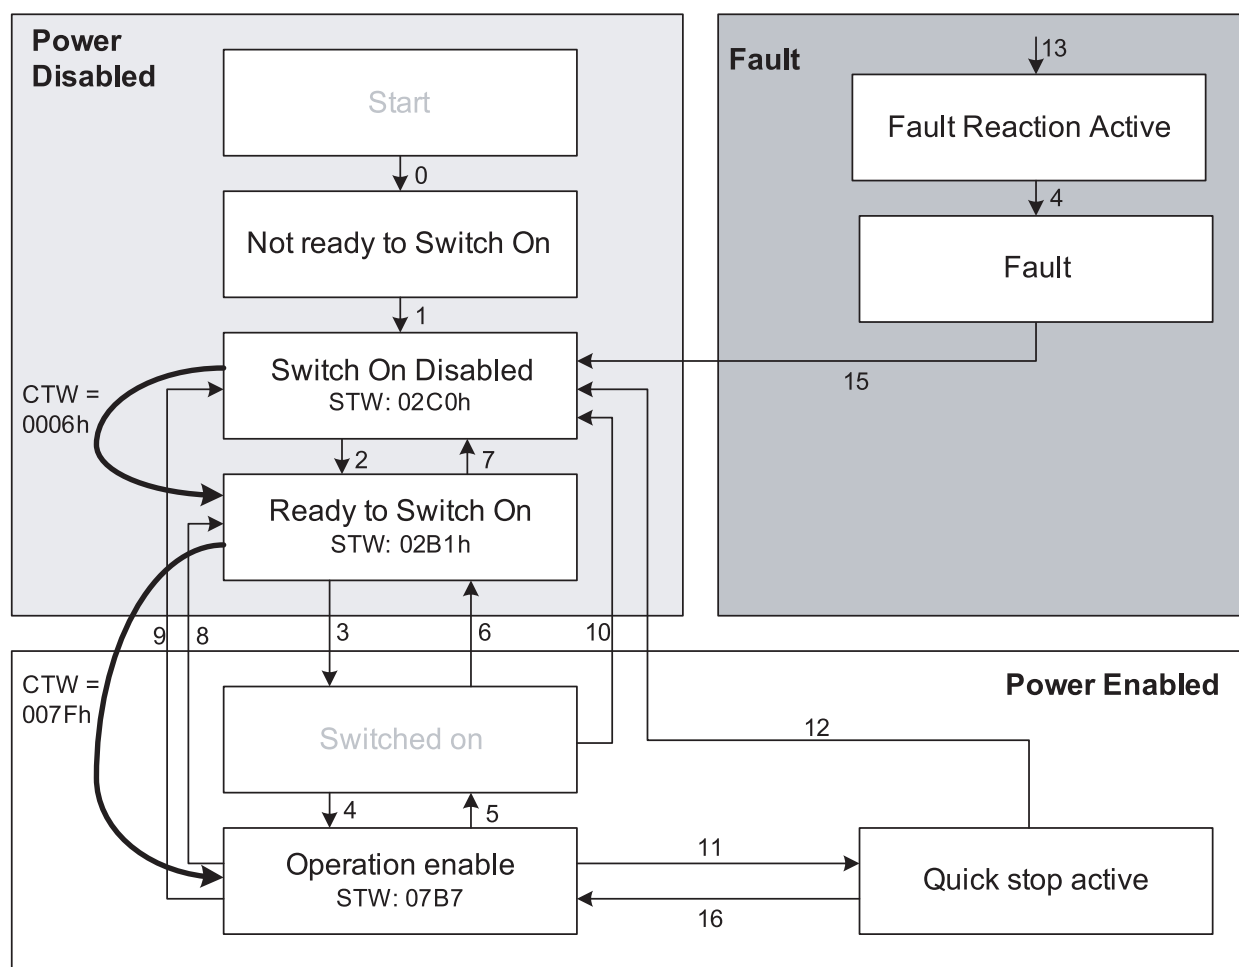 Power
Disabled
Start
0
Not ready to Switch On
1
Switch On Disabled
STW: 02C0h
CTW =
0006h
2
7
Ready to Switch On
STW: 02B1h
9
8
3
6
10
Fault
13
Fault Reaction Active
4
Fault
15
Power Enabled
CTW =
007Fh
Switched on
12
4
5
Operation enable
STW: 07B7
11
16
Quick stop active